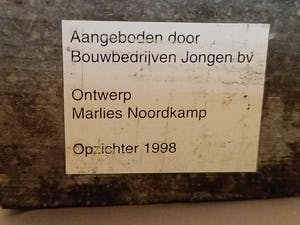 Aangeboden door
Bouwbedrijven Jongen bv
Ontwerp
Marlies Noordkamp
Opzichter 1998